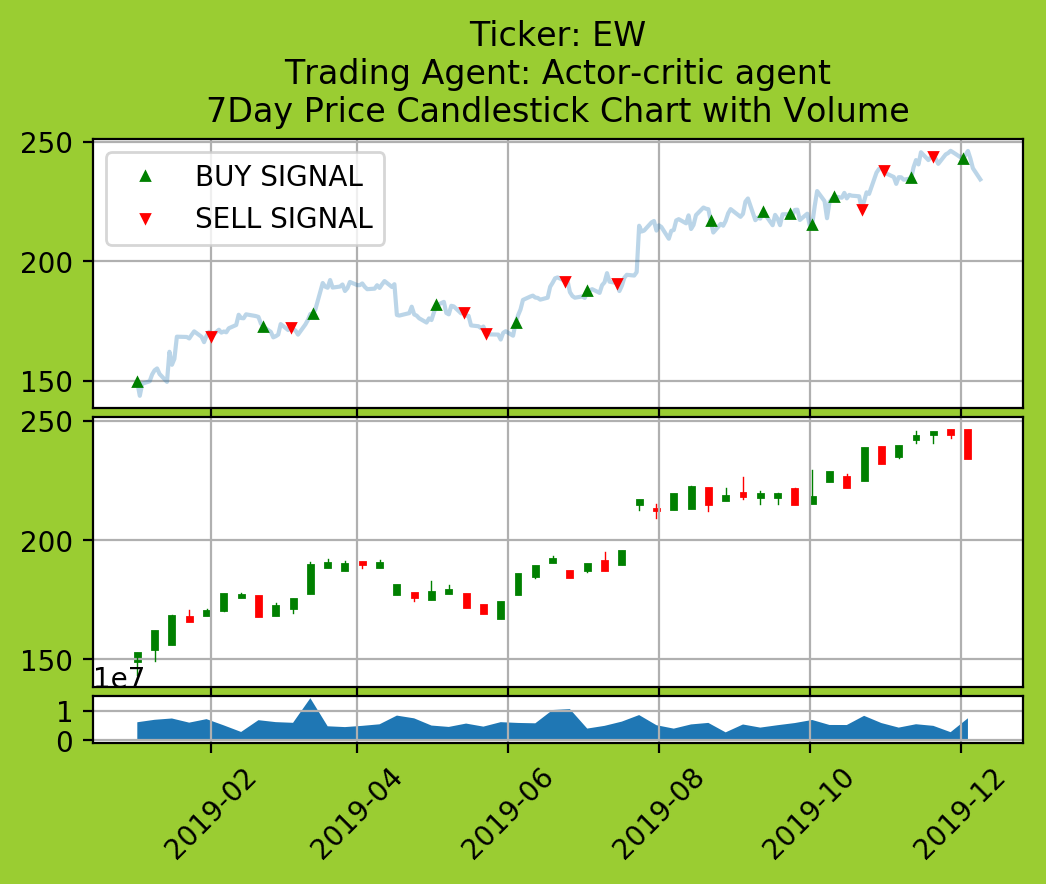 Ticker: EW
Trading Agent: Actor-critic agent
7Day Price Candlestick Chart with Volume
250
BUY SIGNAL
SELL SIGNAL
200
150
250
200
150
1e7
1
0
2019-02
2019-04
2019-06
2019-08
2019-10
2019-12